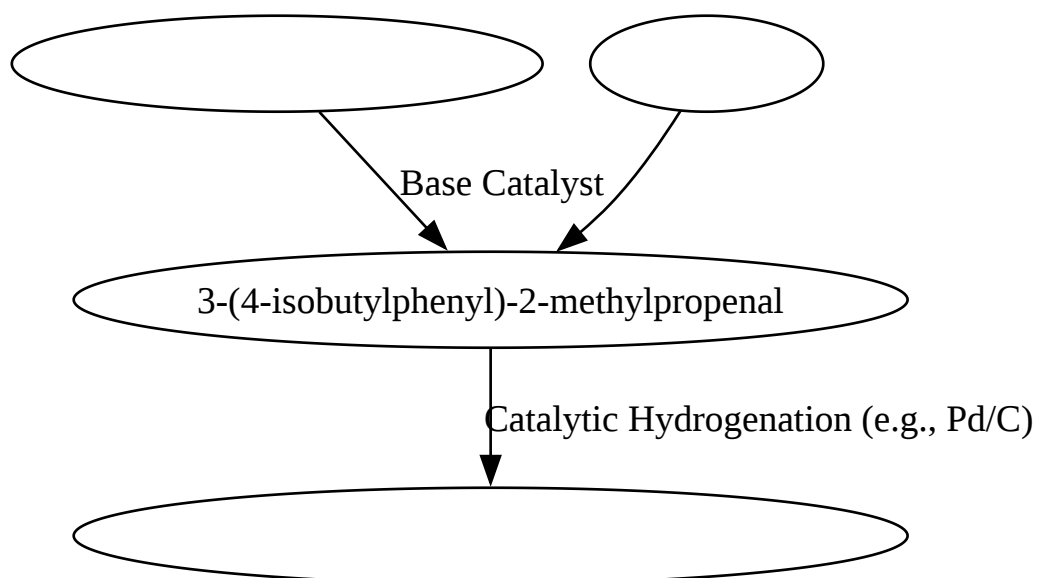 Base Catalyst
3-(4-isobutylphenyl)-2-methylpropenal
Catalytic Hydrogenation (e.g., Pd/C)